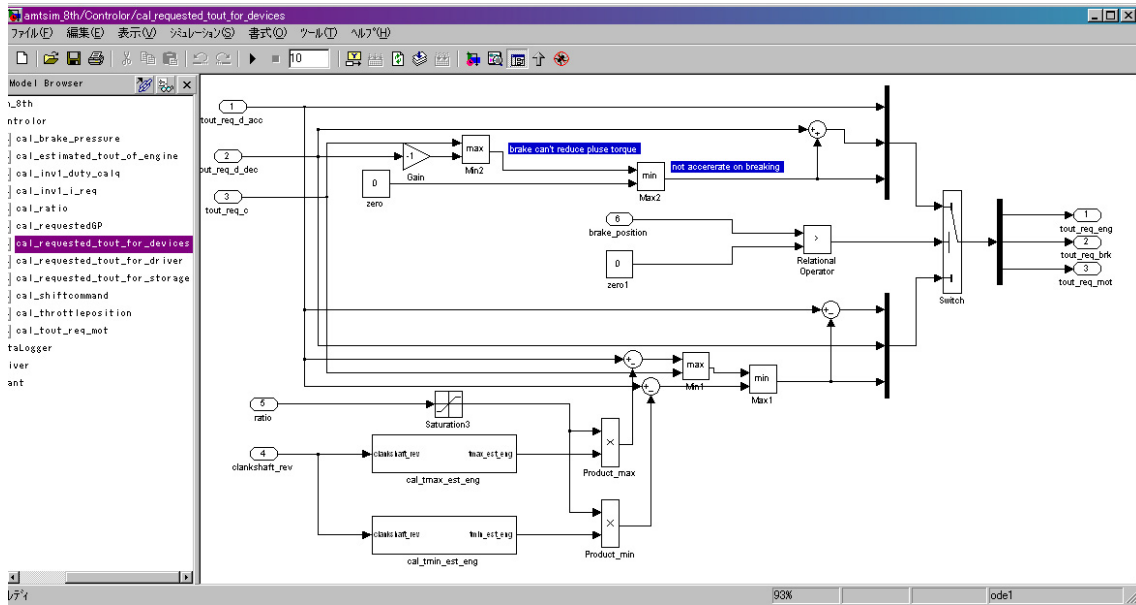 amtsim_8th/Controlor/cal_requested_tout_for_devices
ファイル(F) 編集(E) 表示(V) シミュレーション(S) 書式(O) ツール(T) ヘルプ(H)
10
Model Browser
n_8th
ntrolor
cal_brake_pressure
cal_estimated_tout_of_engine
cal_inv1_duty_calq
cal_inv1_i_req
cal_ratio
cal_requestedGP
cal_requested_tout_for_devices
cal_requested_tout_for_driver
cal_requested_tout_for_storage
cal_shiftcommand
cal_throttleposition
cal_tout_req_mot
taLogger
iver
ant
1
tout_req_d_acc
2
out_req_d_dec
3
tout_req_c
-1
Gain
0
zero
max
Min2
brake can't reduce pluse torque
min
Max2
not accererate on breaking
6
brake_position
0
zero1
>
Relational
Operator
Switch
1
tout_req_eng
2
tout_req_brk
3
tout_req_mot
max
Min1
min
Max1
5
ratio
Saturation3
4
clankshaft_rev
clankshaft_rev
tmax_est_eng
cal_tmax_est_eng
×
Product_max
clankshaft_rev
tmin_est_eng
cal_tmin_est_eng
×
Product_min
レディ
93%
ode1